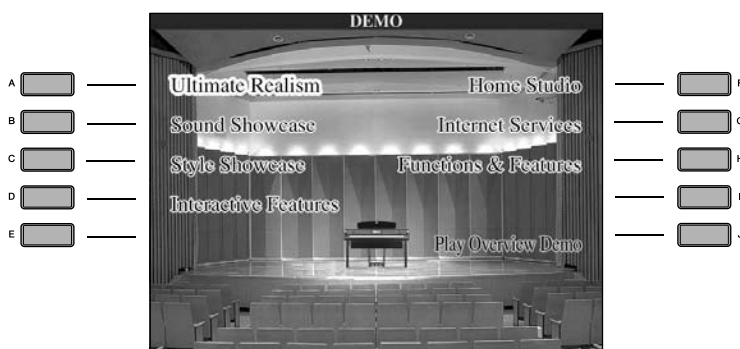 DEMO
A Ultimate Realism Home Studio F
B Sound Showcase Internet Services G
C Style Showcase Functions & Features H
D Interactive Features I
E Play Overview Demo J